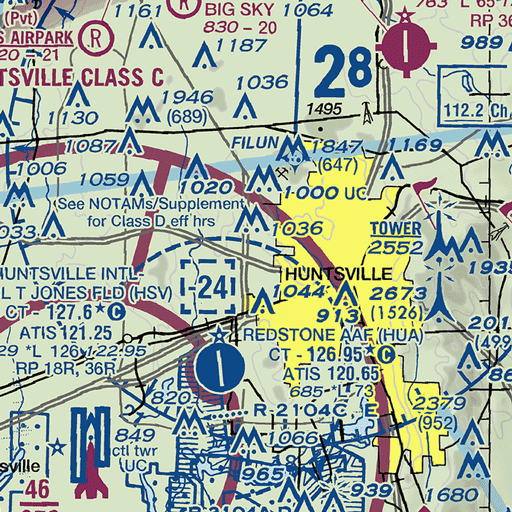 (Pvt)
S AIRPARK
20 - 21
R
R
BIG SKY
830 - 20
1064
1161
1187
783 L 65 1
RP 36
989
TSVILLE CLASS C
28
1036
1130
1946
(689)
1495
112.2 Ch
1087
FILUN
1847
(647)
1169
1006
1059
1020
1000 UC
See NOTAMs/Supplement
for Class D eff hrs
033
1036
TOWER
2552
1935
HUNTSVILLE INTL-
L T JONES FLD (HSV)
CT - 127.6 * C
ATIS 121.25
29 *L 126 122.95
RP 18R, 36R
-24
HUNTSVILLE
1044
913
2673
(1526)
REDSTONE AAF (HUA)
CT - 126.95 C
ATIS 120.65
685 *L 73
201
(499
86
820
R-2104C, E
2379
(952)
849
ctl twr
UC
1066
sville
46
965
939
1680